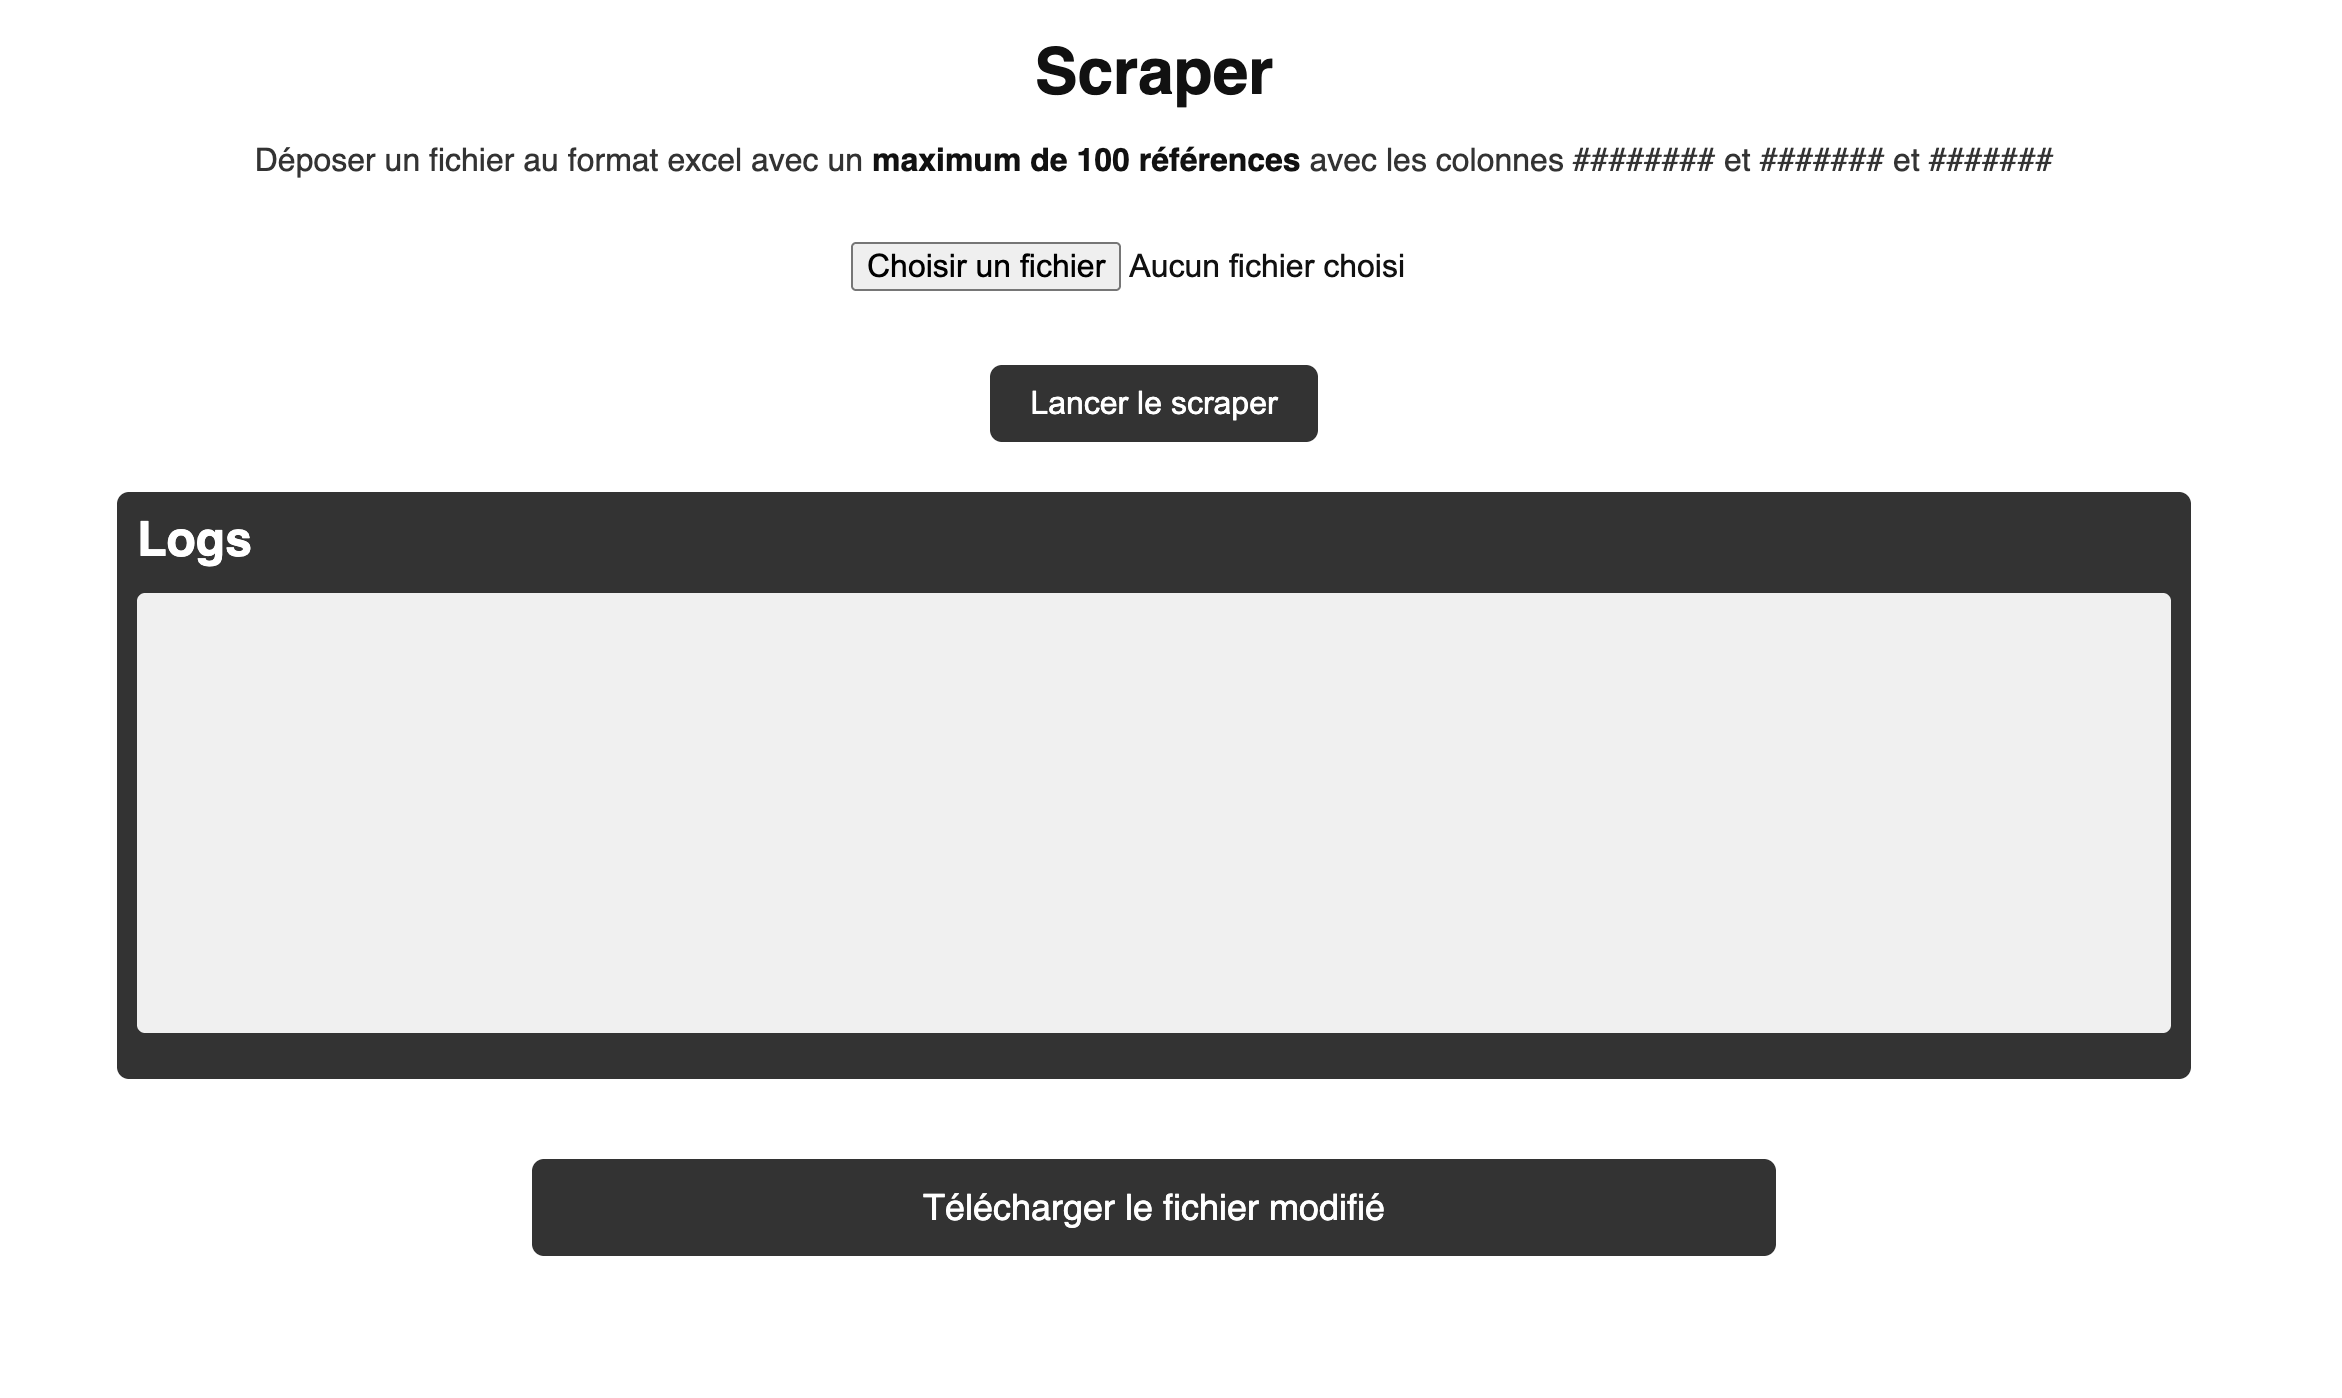 Scraper
Déposer un fichier au format excel avec un maximum de 100 références avec les colonnes ######## et ####### et #######
Choisir un fichier Aucun fichier choisi
Lancer le scraper
Logs
Télécharger le fichier modifié